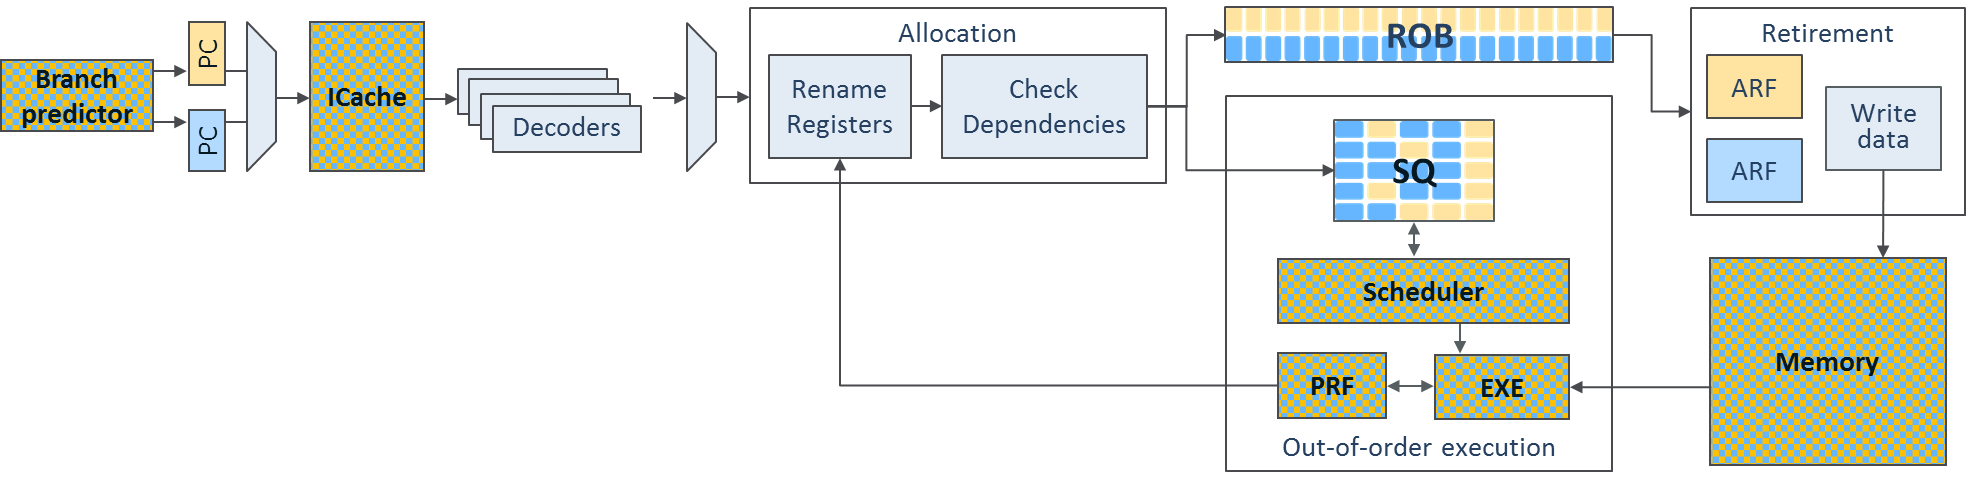 Branch
predictor
PC
PC
ICache
Decoders
Allocation
Rename
Registers
Check
Dependencies
ROB
SQ
Scheduler
PRF
EXE
Out-of-order execution
Retirement
ARF
ARF
Write
data
Memory